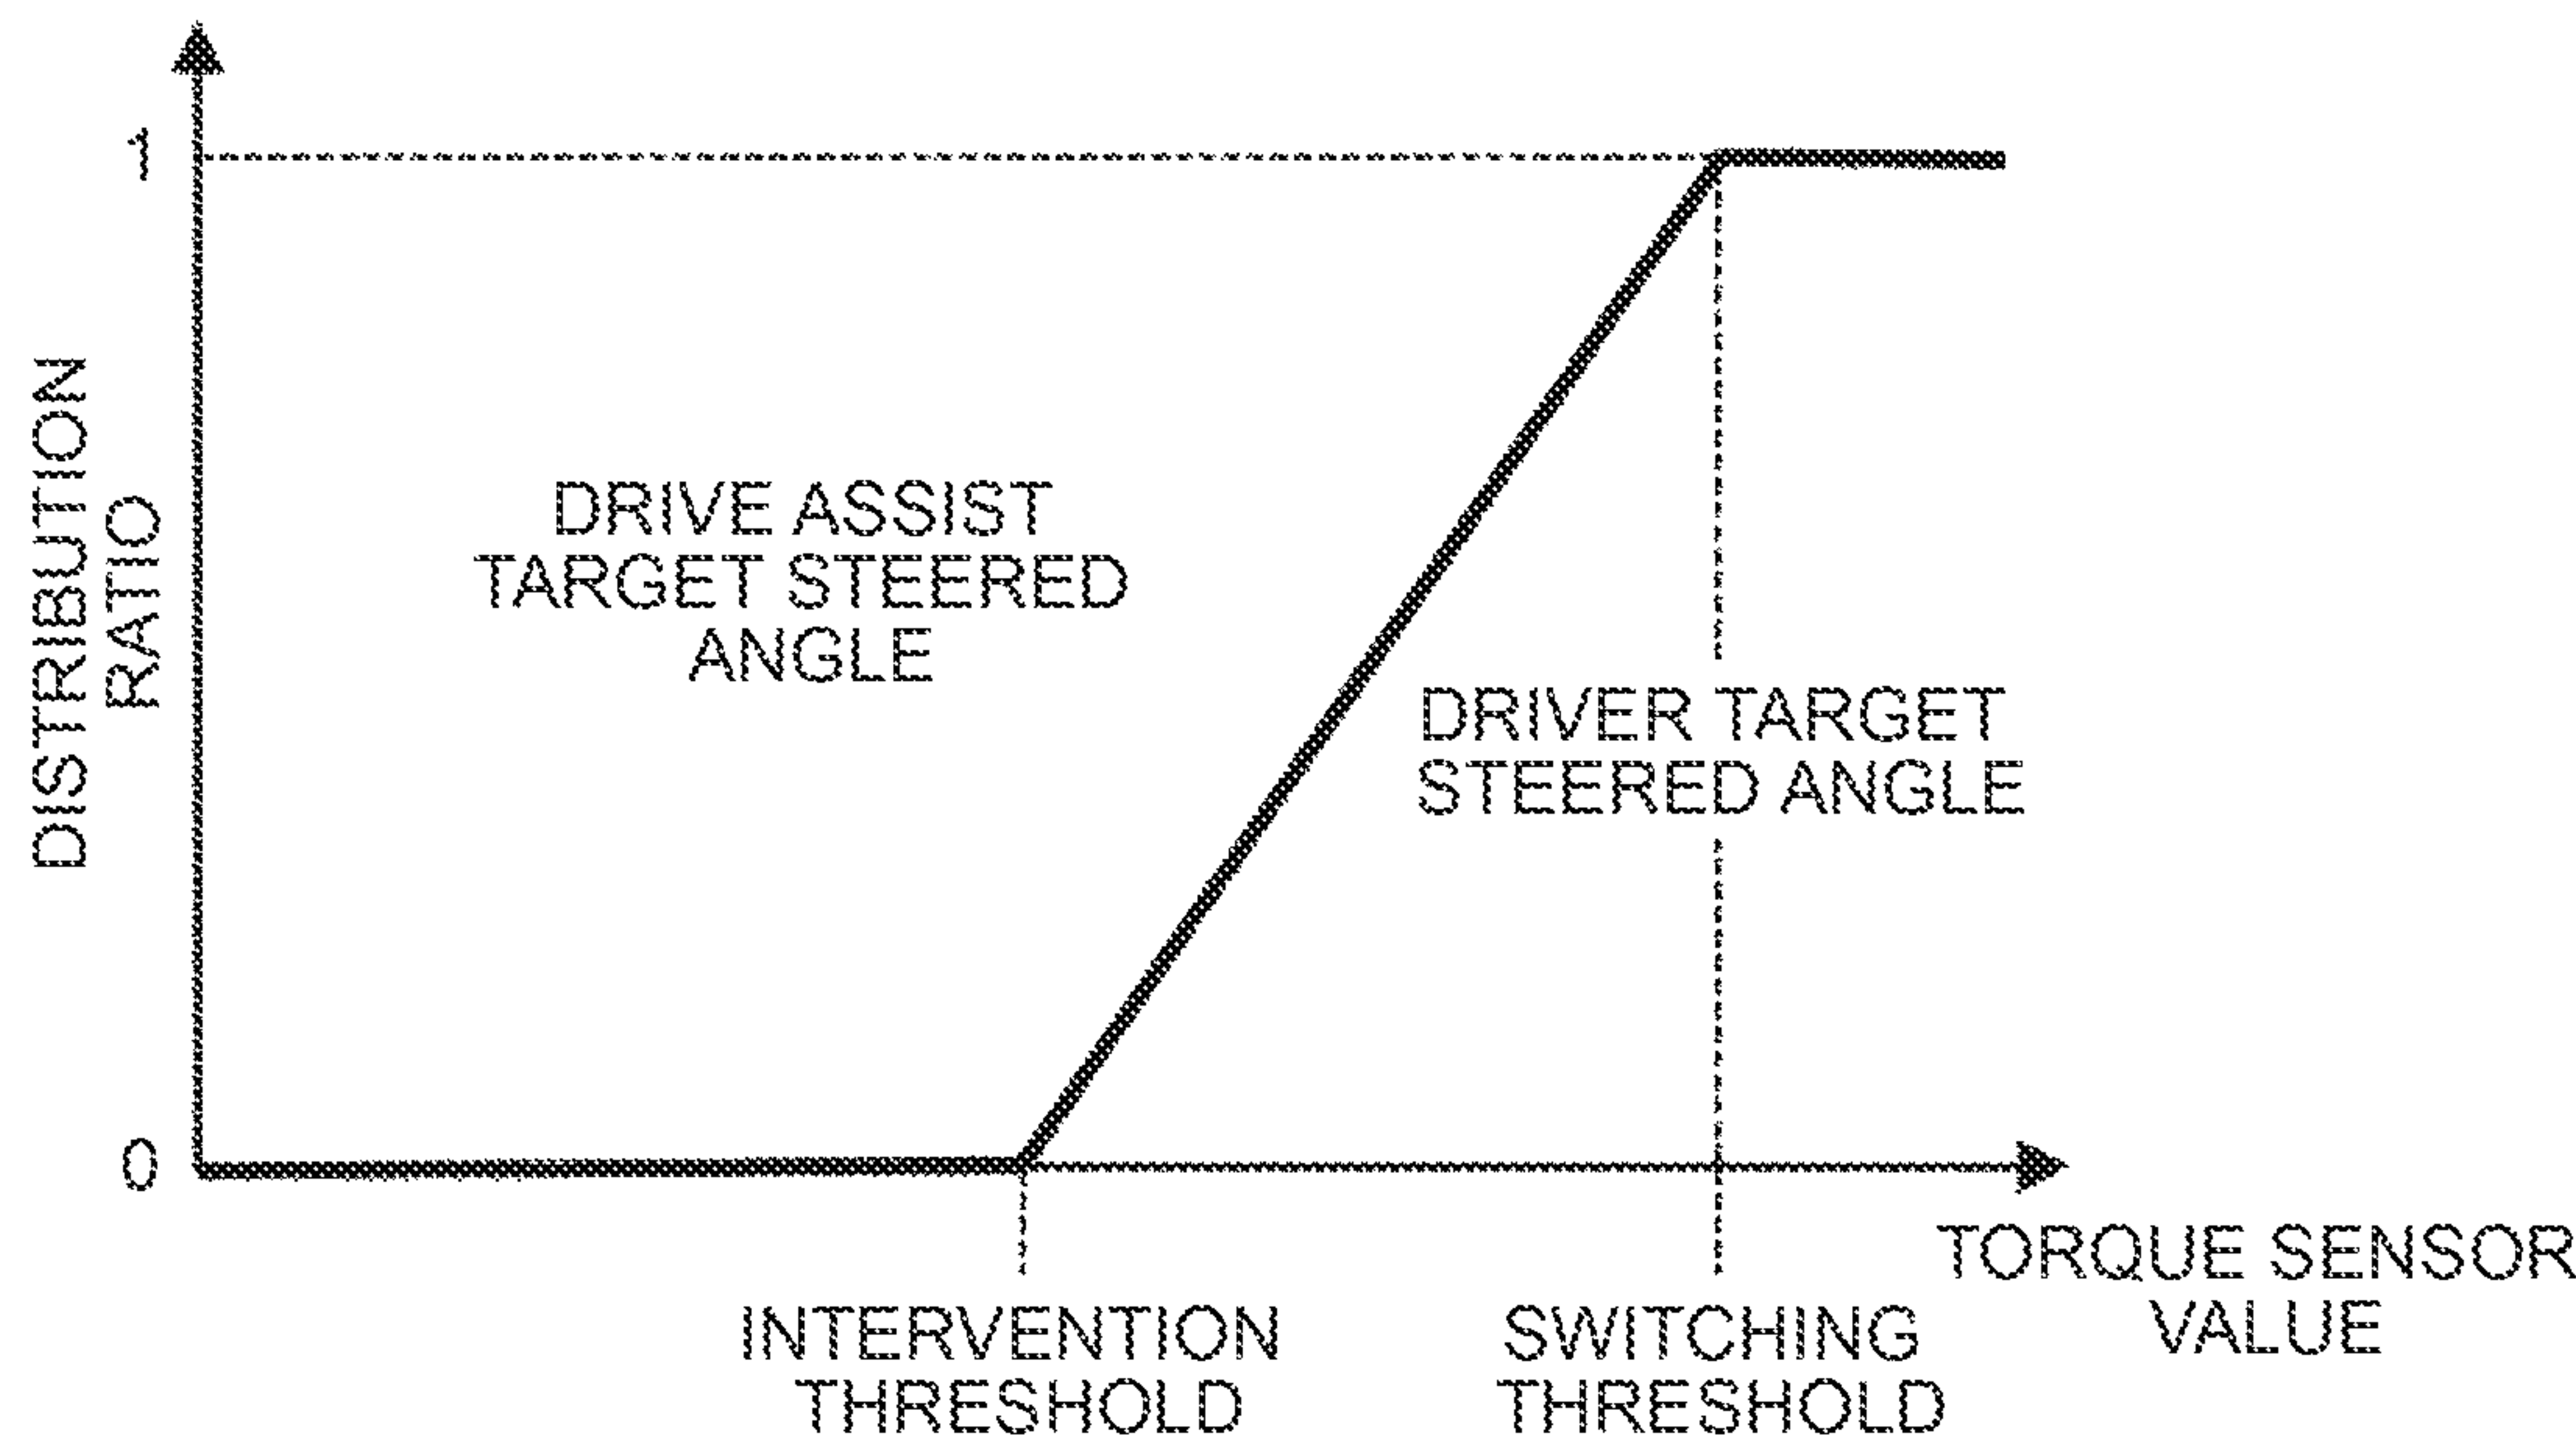 DISTRIBUTION
RATIO
1
0
DRIVE ASSIST
TARGET STEERED
ANGLE
DRIVER TARGET
STEERED ANGLE
INTERVENTION
THRESHOLD
SWITCHING
THRESHOLD
TORQUE SENSOR
VALUE